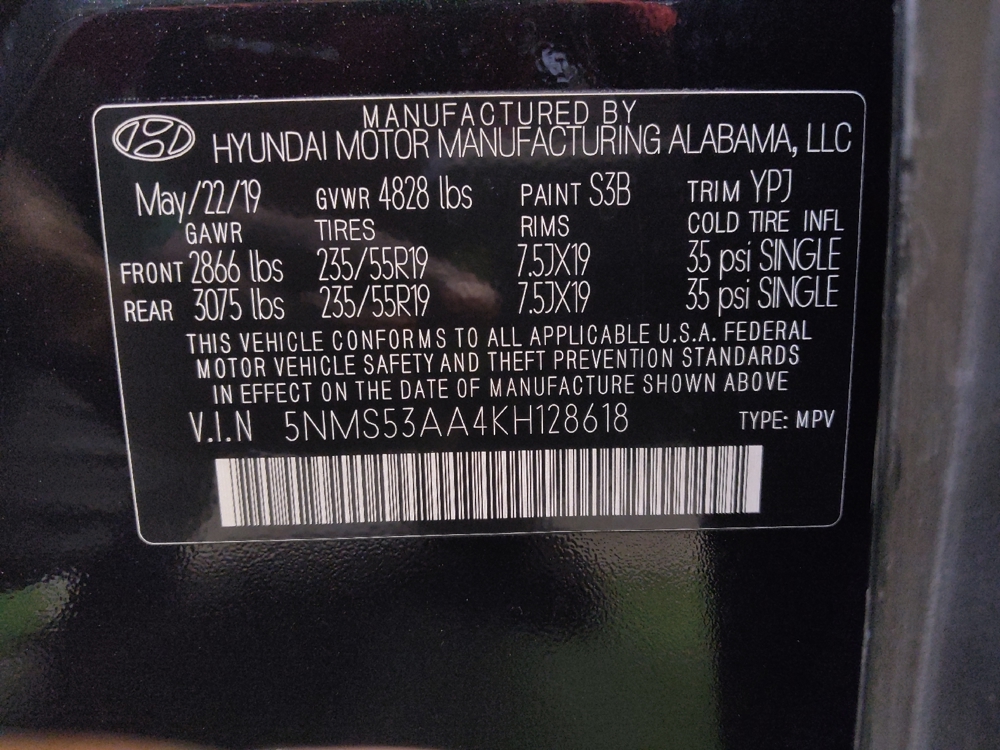 MANUFACTURED BY
HYUNDAI MOTOR MANUFACTURING ALABAMA, LLC
May/22/19 GVWR 4828 lbs PAINT S3B TRIM YPJ
GAWR TIRES RIMS COLD TIRE INFL
FRONT 2866 lbs 235/55R19 7.5JX19 35 psi SINGLE
REAR 3075 lbs 235/55R19 7.5JX19 35 psi SINGLE
THIS VEHICLE CONFORMS TO ALL APPLICABLE U.S.A. FEDERAL
MOTOR VEHICLE SAFETY AND THEFT PREVENTION STANDARDS
IN EFFECT ON THE DATE OF MANUFACTURE SHOWN ABOVE
V.I.N 5NMS53AA4KH128618 TYPE: MPV